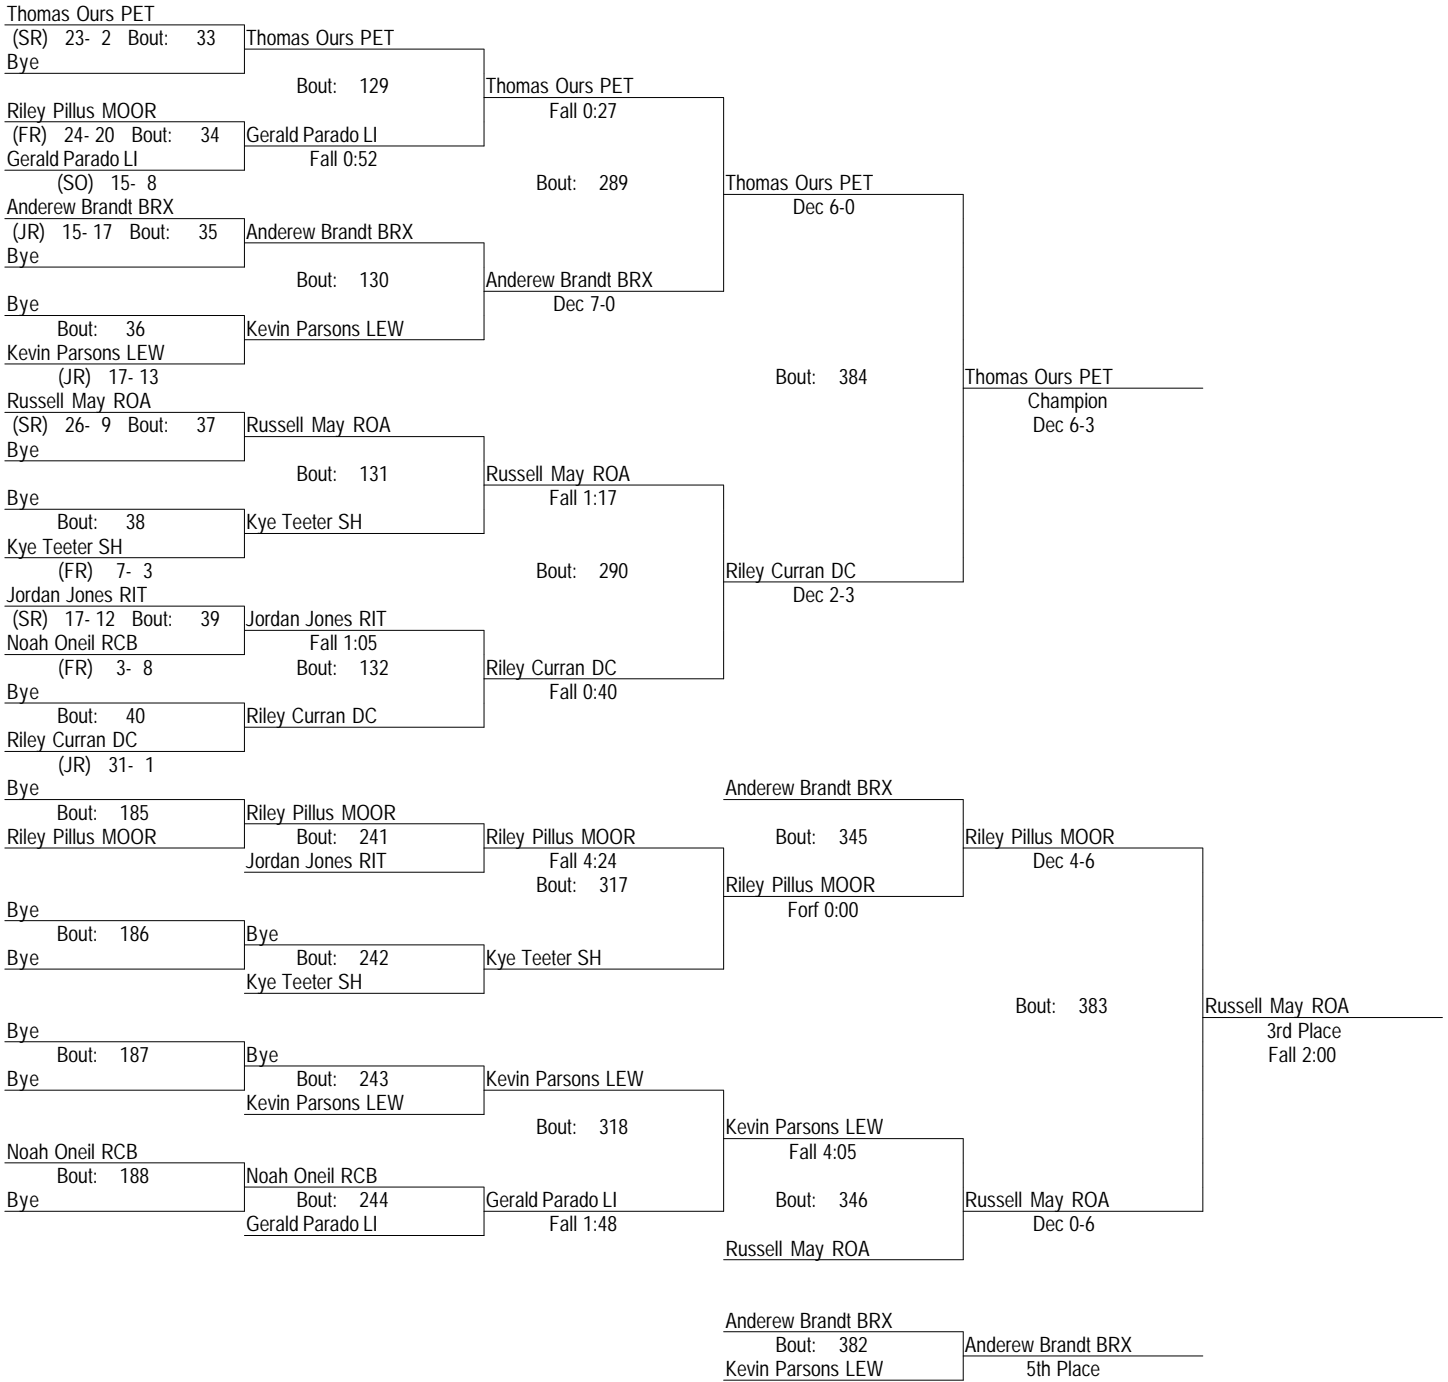 Thomas Ours PET
(SR) 23- 2 Bout: 33 Thomas Ours PET
Bye
Bout: 129 Thomas Ours PET
Riley Pillus MOOR Fall 0:27
(FR) 24- 20 Bout: 34 Gerald Parado LI
Gerald Parado LI Fall 0:52
(SO) 15- 8 Bout: 289 Thomas Ours PET
Anderew Brandt BRX Dec 6-0
(JR) 15- 17 Bout: 35 Anderew Brandt BRX
Bye
Bout: 130 Anderew Brandt BRX
Bye Dec 7-0
Bout: 36 Kevin Parsons LEW
Kevin Parsons LEW
(JR) 17- 13 Bout: 384 Thomas Ours PET
Russell May ROA Champion
(SR) 26- 9 Bout: 37 Russell May ROA Dec 6-3
Bye
Bout: 131 Russell May ROA
Bye Fall 1:17
Bout: 38 Kye Teeter SH
Kye Teeter SH
(FR) 7- 3 Bout: 290 Riley Curran DC
Jordan Jones RIT Dec 2-3
(SR) 17- 12 Bout: 39 Jordan Jones RIT
Noah Oneil RCB Fall 1:05
(FR) 3- 8 Bout: 132 Riley Curran DC
Bye Fall 0:40
Bout: 40 Riley Curran DC
Riley Curran DC
(JR) 31- 1
Bye Anderew Brandt BRX
Bout: 185 Riley Pillus MOOR
Riley Pillus MOOR Bout: 241 Riley Pillus MOOR Bout: 345 Riley Pillus MOOR
Jordan Jones RIT Fall 4:24 Dec 4-6
Bout: 317 Riley Pillus MOOR
Bye Forf 0:00
Bout: 186 Bye
Bye Bout: 242 Kye Teeter SH
Kye Teeter SH
Bout: 383 Russell May ROA
Bye 3rd Place
Bout: 187 Bye Fall 2:00
Bye Bout: 243 Kevin Parsons LEW
Kevin Parsons LEW
Bout: 318 Kevin Parsons LEW
Noah Oneil RCB Fall 4:05
Bout: 188 Noah Oneil RCB
Bye Bout: 244 Gerald Parado LI Bout: 346 Russell May ROA
Gerald Parado LI Fall 1:48 Dec 0-6
Russell May ROA
Anderew Brandt BRX
Bout: 382 Anderew Brandt BRX
Kevin Parsons LEW 5th Place